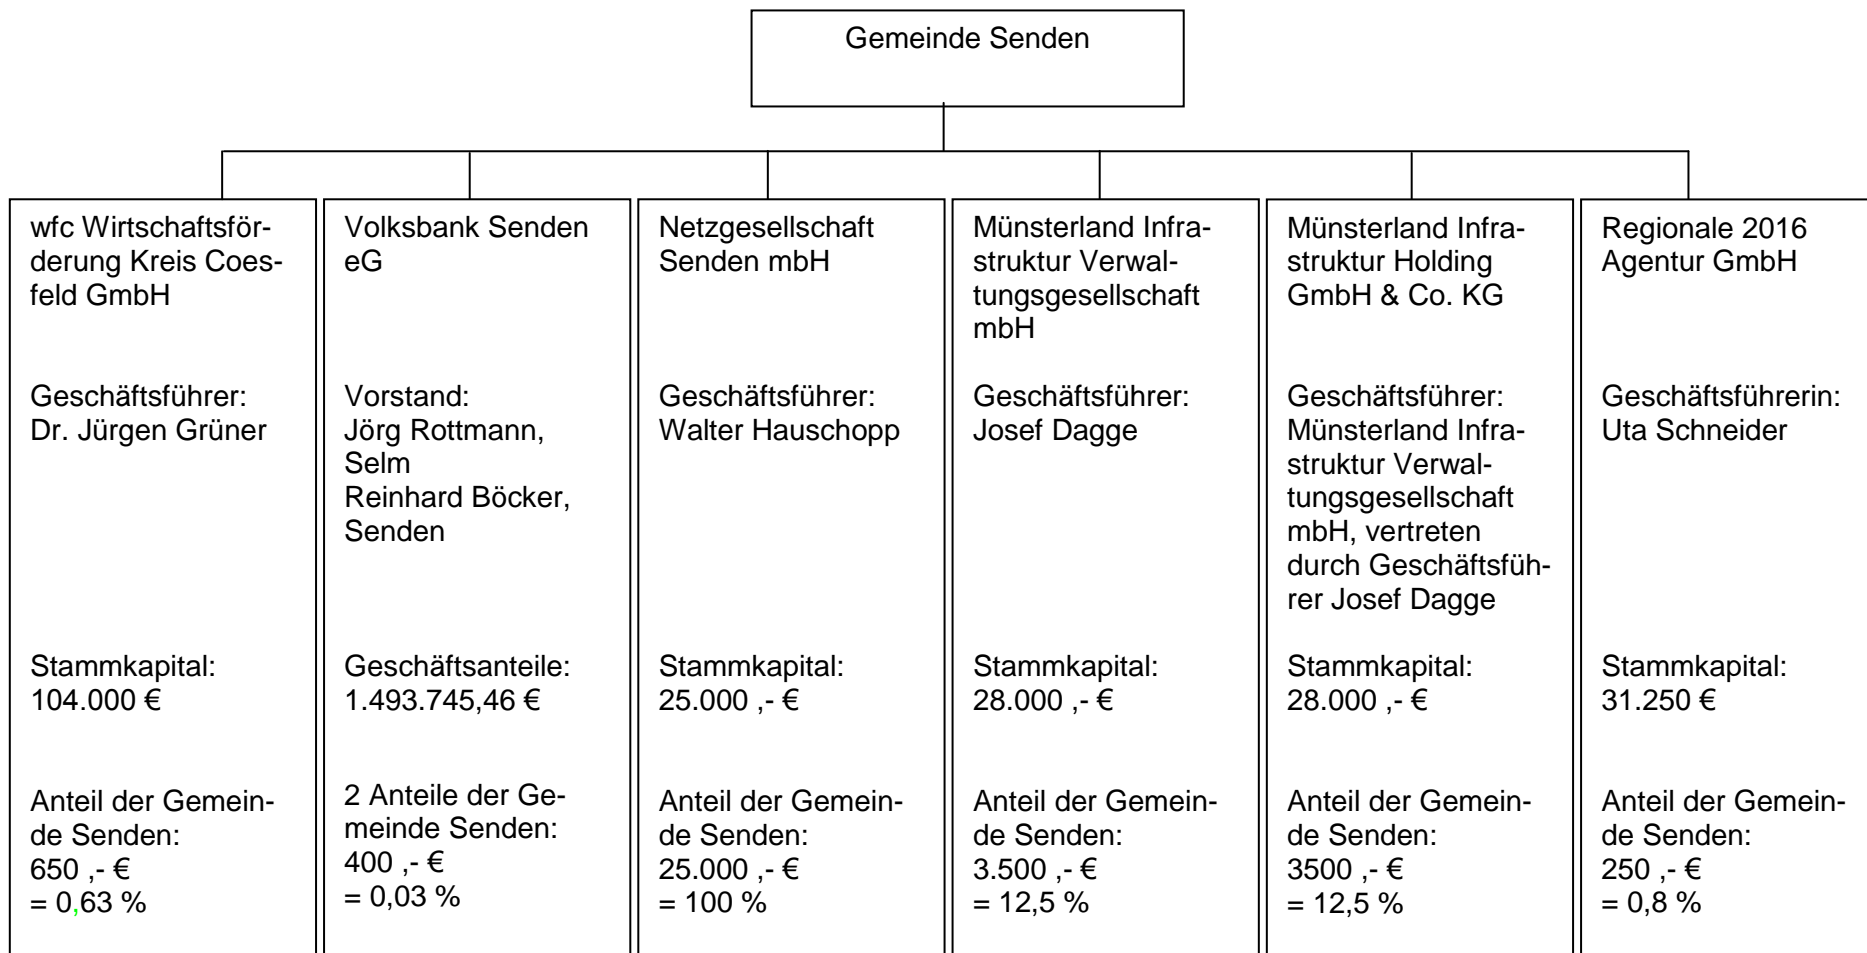 Gemeinde Senden
wfc Wirtschaftsför-
derung Kreis Coes-
feld GmbH
Geschäftsführer:
Dr. Jürgen Grüner
Stammkapital:
104.000 €
Anteil der Gemein-
de Senden:
650 ,- €
= 0,63 %
Volksbank Senden
eG
Vorstand:
Jörg Rottmann,
Selm
Reinhard Böcker,
Senden
Geschäftsanteile:
1.493.745,46 €
2 Anteile der Ge-
meinde Senden:
400 ,- €
= 0,03 %
Netzgesellschaft
Senden mbH
Geschäftsführer:
Walter Hauschopp
Stammkapital:
25.000 ,- €
Anteil der Gemein-
de Senden:
25.000 ,- €
= 100 %
Münsterland Infra-
struktur Verwal-
tungsgesellschaft
mbH
Geschäftsführer:
Josef Dagge
Stammkapital:
28.000 ,- €
Anteil der Gemein-
de Senden:
3.500 ,- €
= 12,5 %
Münsterland Infra-
struktur Holding
GmbH & Co. KG
Geschäftsführer:
Münsterland Infra-
struktur Verwal-
tungsgesellschaft
mbH, vertreten
durch Geschäftsfüh-
rer Josef Dagge
Stammkapital:
28.000 ,- €
Anteil der Gemein-
de Senden:
3500 ,- €
= 12,5 %
Regionale 2016
Agentur GmbH
Geschäftsführerin:
Uta Schneider
Stammkapital:
31.250 €
Anteil der Gemein-
de Senden:
250 ,- €
= 0,8 %